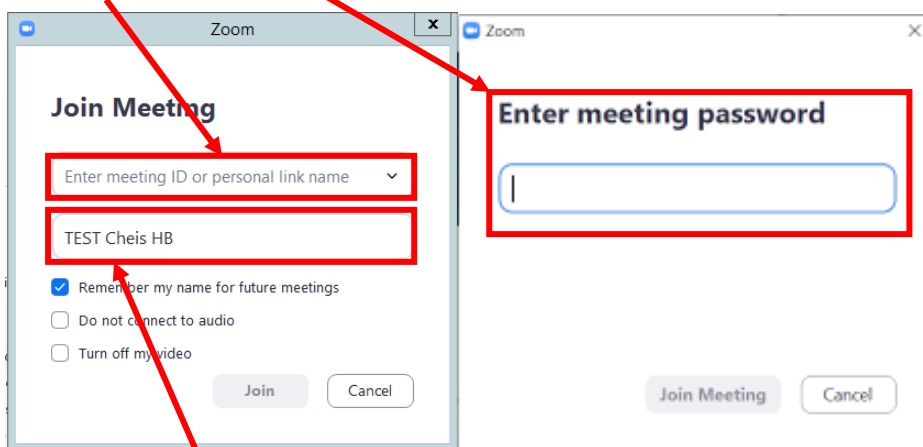 Zoom
x
Join Meeting
Enter meeting ID or personal link name
TEST Cheis HB
Remember my name for future meetings
Do not connect to audio
Turn off my video
Join
Cancel
Zoom
Enter meeting password
Join Meeting
Cancel